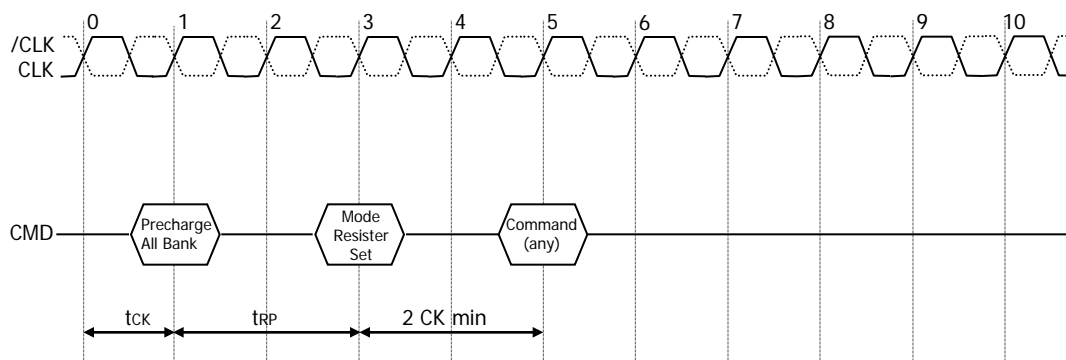 0 1 2 3 4 5 6 7 8 9 10
/CLK
CLK
CMD
Precharge
All Bank
Mode
Resister
Set
Command
(any)
tCK
tRP
2 CK min